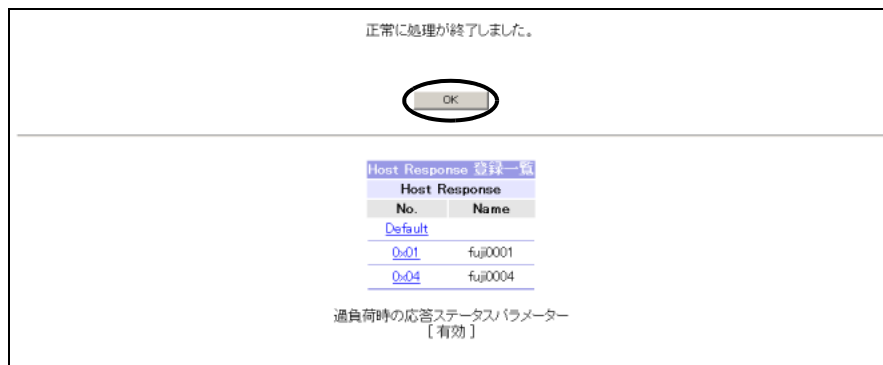 正常に処理が終了しました。
OK
Host Response 登録一覧
Host Response
No. Name
Default
0x01 fuji0001
0x04 fuji0004
過負荷時の応答ステータスパラメーター
[ 有効 ]